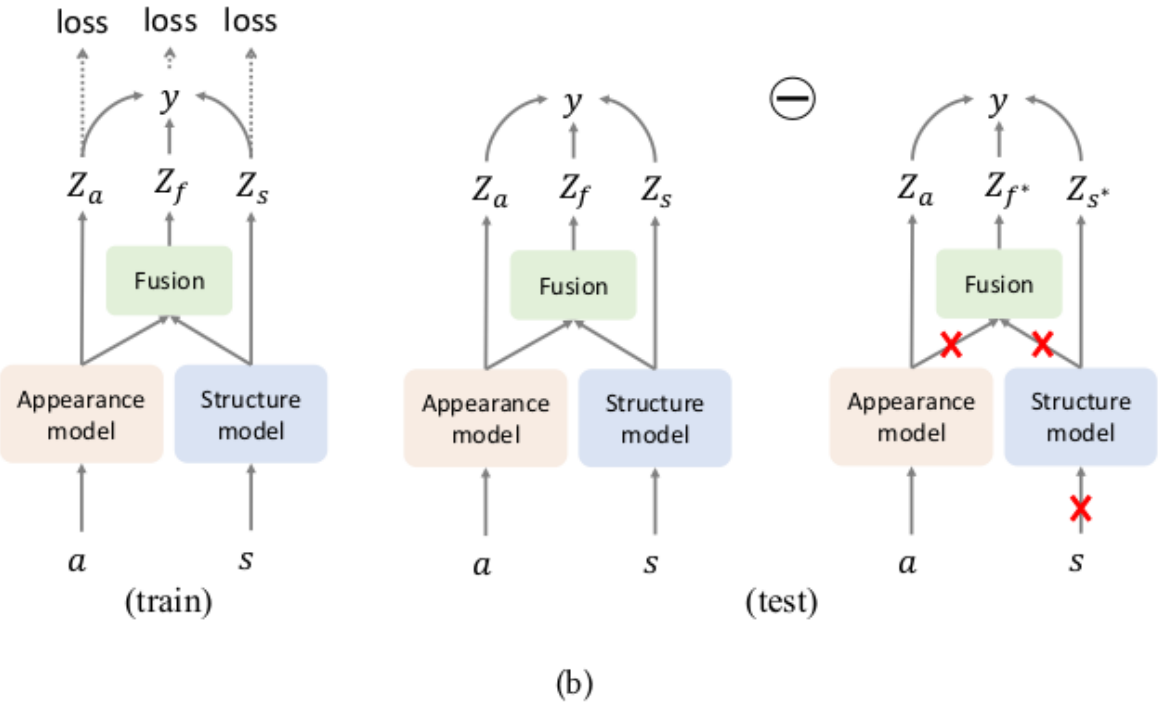 loss loss loss
y
Z_a Z_f Z_s
Fusion
Appearance
model
Structure
model
a s
(train)
y
Z_a Z_f Z_s
Fusion
Appearance
model
Structure
model
a s
⊖
y
Z_a Z_{f*} Z_{s*}
Fusion
Appearance
model
Structure
model
a s
(test)
(b)